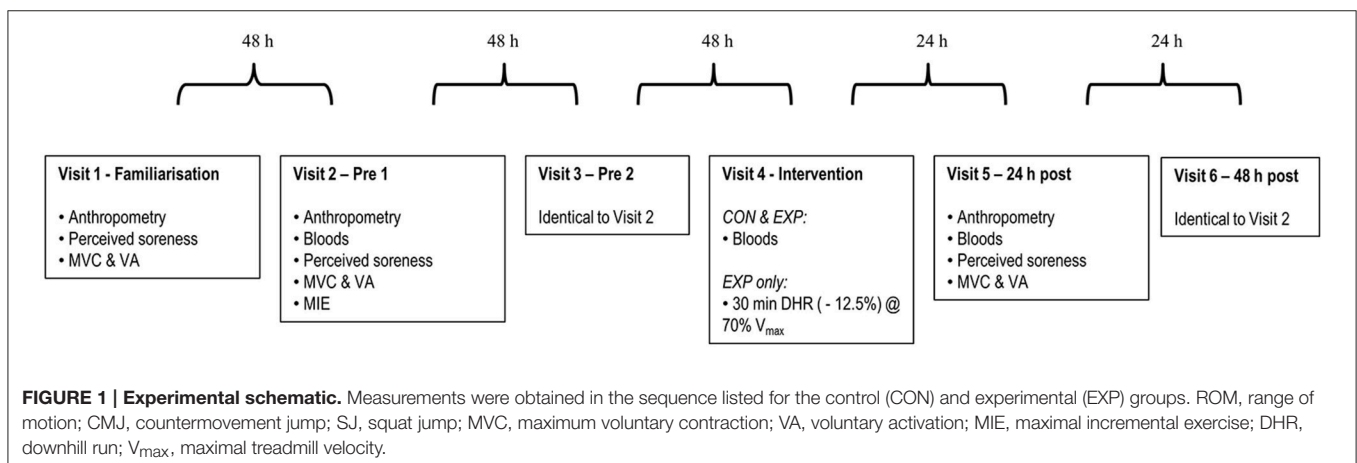 48 h
48 h
48 h
24 h
24 h
Visit 1 - Familiarisation
• Anthropometry
• Perceived soreness
• MVC & VA
Visit 2 – Pre 1
• Anthropometry
• Bloods
• Perceived soreness
• MVC & VA
• MIE
Visit 3 – Pre 2
Identical to Visit 2
Visit 4 - Intervention
CON & EXP:
• Bloods
EXP only:
• 30 min DHR ( - 12.5%) @
70% Vmax
Visit 5 – 24 h post
• Anthropometry
• Bloods
• Perceived soreness
• MVC & VA
Visit 6 – 48 h post
Identical to Visit 2
FIGURE 1 | Experimental schematic. Measurements were obtained in the sequence listed for the control (CON) and experimental (EXP) groups. ROM, range of
motion; CMJ, countermovement jump; SJ, squat jump; MVC, maximum voluntary contraction; VA, voluntary activation; MIE, maximal incremental exercise; DHR,
downhill run; Vmax, maximal treadmill velocity.